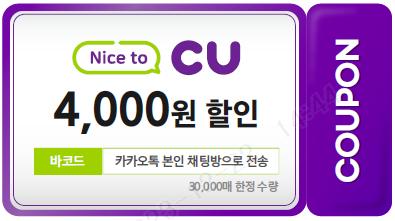 Nice to CU
4,000원 할인
바코드 카카오톡 본인 채팅방으로 전송
30,000매 한정 수량
COUPON